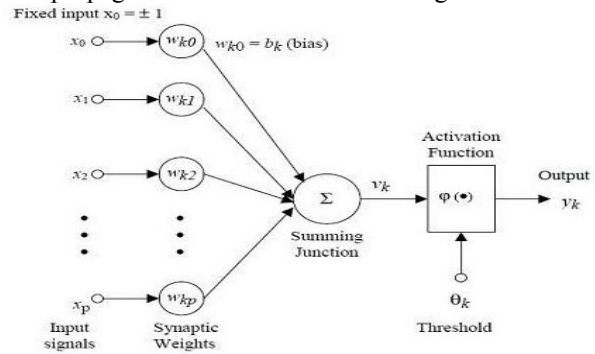 Fixed input x₀ = ± 1
x₀
wk0
wk0 = bk (bias)
x₁
wk1
x₂
wk2
Σ
vk
Summing
Junction
Activation
Function
φ (•)
Output
yk
θk
Threshold
xp
wkp
Input
signals
Synaptic
Weights